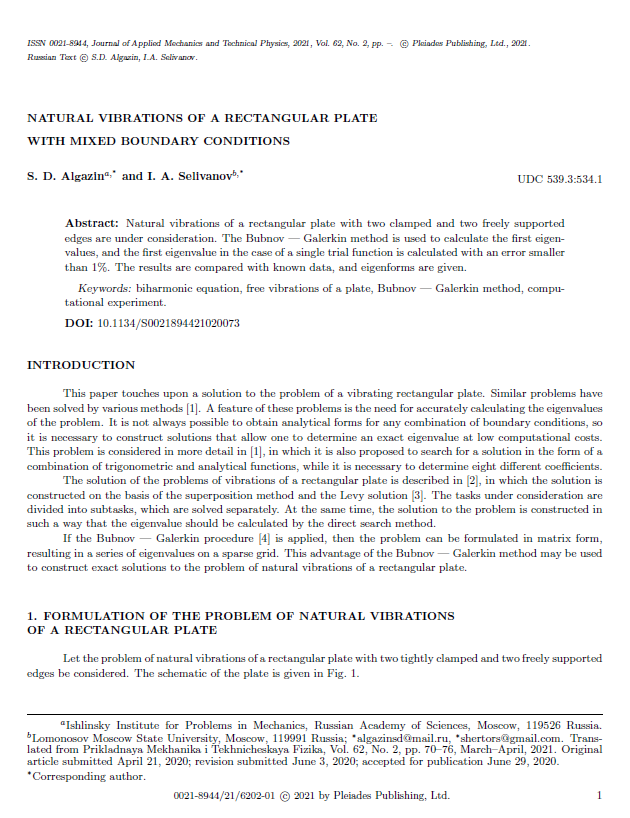 ISSN 0021-8944, Journal of Applied Mechanics and Technical Physics, 2021, Vol. 62, No. 2, pp. –. © Pleiades Publishing, Ltd., 2021.
Russian Text © S.D. Algazin, I.A. Selivanov.
NATURAL VIBRATIONS OF A RECTANGULAR PLATE
WITH MIXED BOUNDARY CONDITIONS
S. D. Algazin^a,* and I. A. Selivanov^b,*
UDC 539.3:534.1
Abstract: Natural vibrations of a rectangular plate with two clamped and two freely supported
edges are under consideration. The Bubnov — Galerkin method is used to calculate the first eigen-
values, and the first eigenvalue in the case of a single trial function is calculated with an error smaller
than 1%. The results are compared with known data, and eigenforms are given.
Keywords: biharmonic equation, free vibrations of a plate, Bubnov — Galerkin method, compu-
tational experiment.
DOI: 10.1134/S0021894421020073
INTRODUCTION
This paper touches upon a solution to the problem of a vibrating rectangular plate. Similar problems have
been solved by various methods [1]. A feature of these problems is the need for accurately calculating the eigenvalues
of the problem. It is not always possible to obtain analytical forms for any combination of boundary conditions, so
it is necessary to construct solutions that allow one to determine an exact eigenvalue at low computational costs.
This problem is considered in more detail in [1], in which it is also proposed to search for a solution in the form of a
combination of trigonometric and analytical functions, while it is necessary to determine eight different coefficients.
The solution of the problems of vibrations of a rectangular plate is described in [2], in which the solution is
constructed on the basis of the superposition method and the Levy solution [3]. The tasks under consideration are
divided into subtasks, which are solved separately. At the same time, the solution to the problem is constructed in
such a way that the eigenvalue should be calculated by the direct search method.
If the Bubnov — Galerkin procedure [4] is applied, then the problem can be formulated in matrix form,
resulting in a series of eigenvalues on a sparse grid. This advantage of the Bubnov — Galerkin method may be used
to construct exact solutions to the problem of natural vibrations of a rectangular plate.
1. FORMULATION OF THE PROBLEM OF NATURAL VIBRATIONS
OF A RECTANGULAR PLATE
Let the problem of natural vibrations of a rectangular plate with two tightly clamped and two freely supported
edges be considered. The schematic of the plate is given in Fig. 1.
^aIshlinsky Institute for Problems in Mechanics, Russian Academy of Sciences, Moscow, 119526 Russia.
^bLomonosov Moscow State University, Moscow, 119991 Russia; *algazinsd@mail.ru, *shertors@gmail.com. Trans-
lated from Prikladnaya Mekhanika i Tekhnicheskaya Fizika, Vol. 62, No. 2, pp. 70–76, March–April, 2021. Original
article submitted April 21, 2020; revision submitted June 3, 2020; accepted for publication June 29, 2020.
*Corresponding author.
0021-8944/21/6202-01 © 2021 by Pleiades Publishing, Ltd.
1